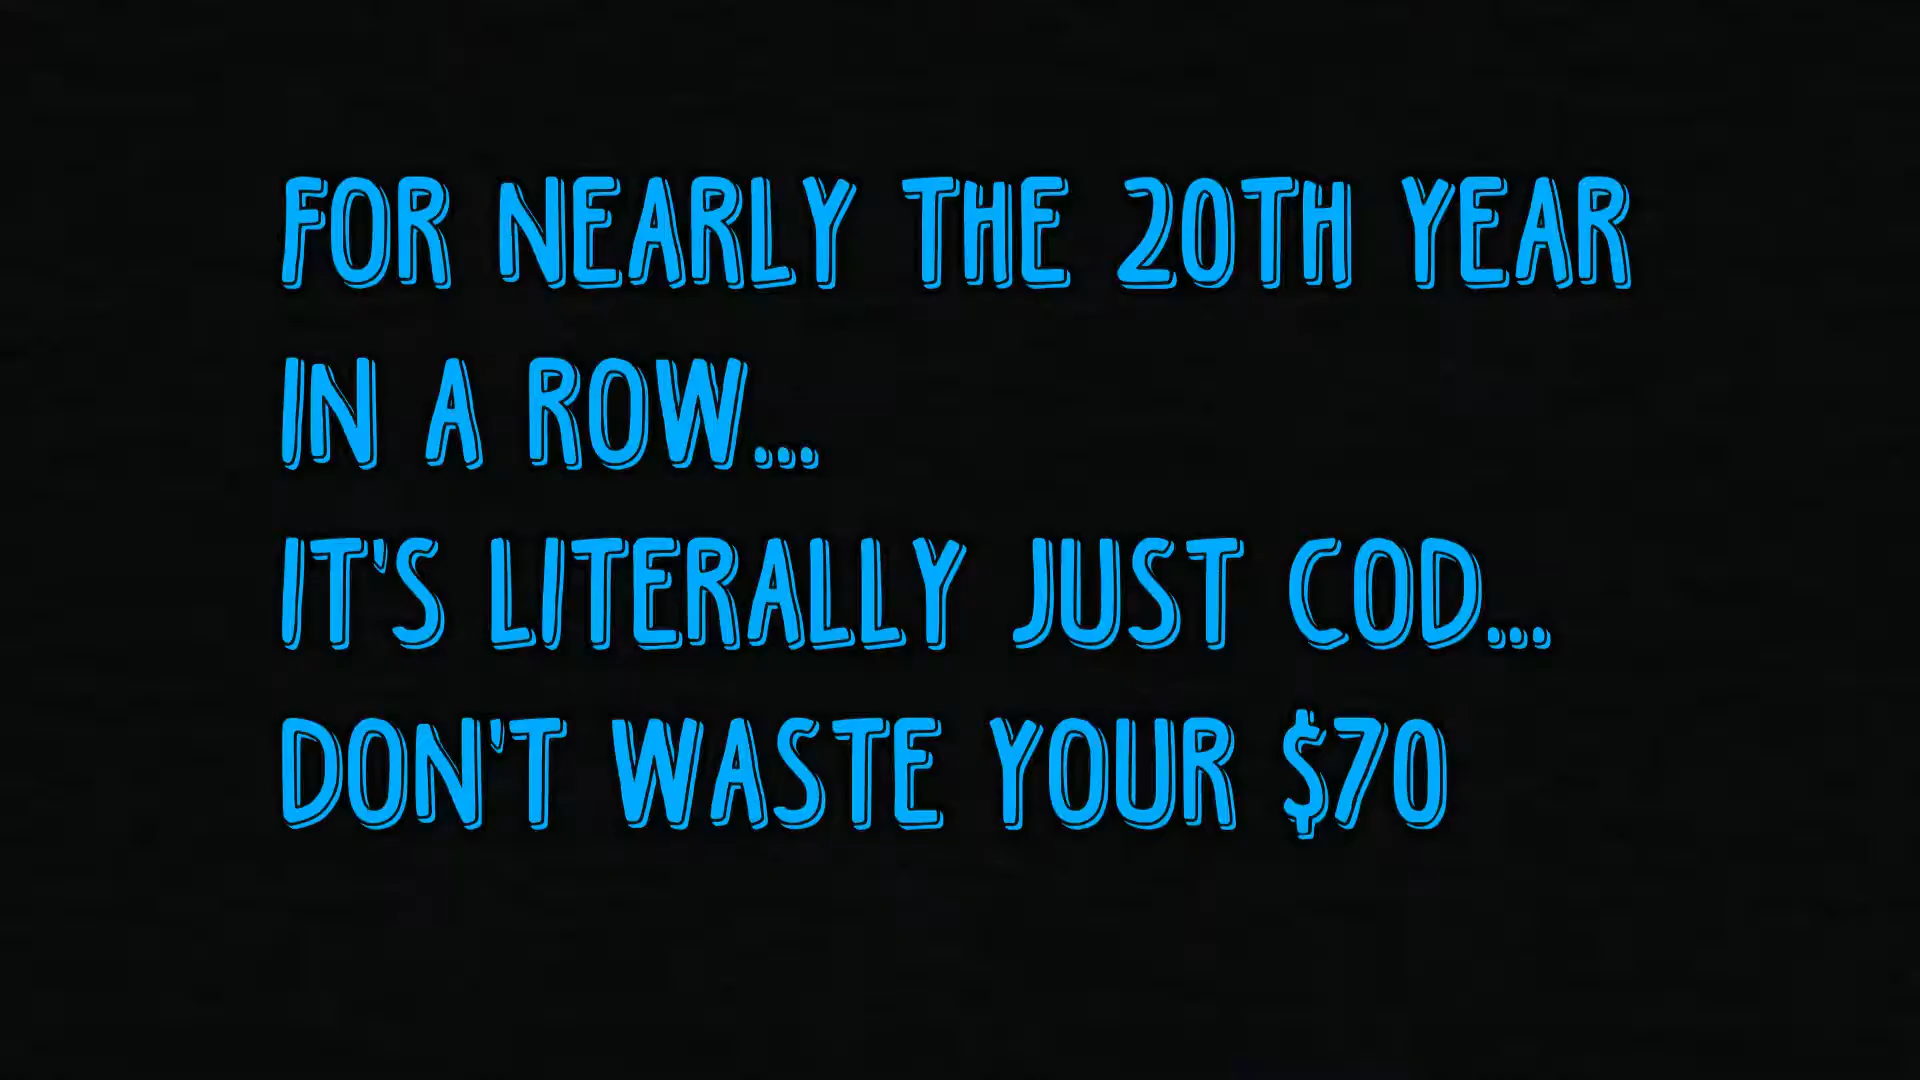 FOR NEARLY THE 20TH YEAR
IN A ROW...
IT'S LITERALLY JUST COD...
DON'T WASTE YOUR $70